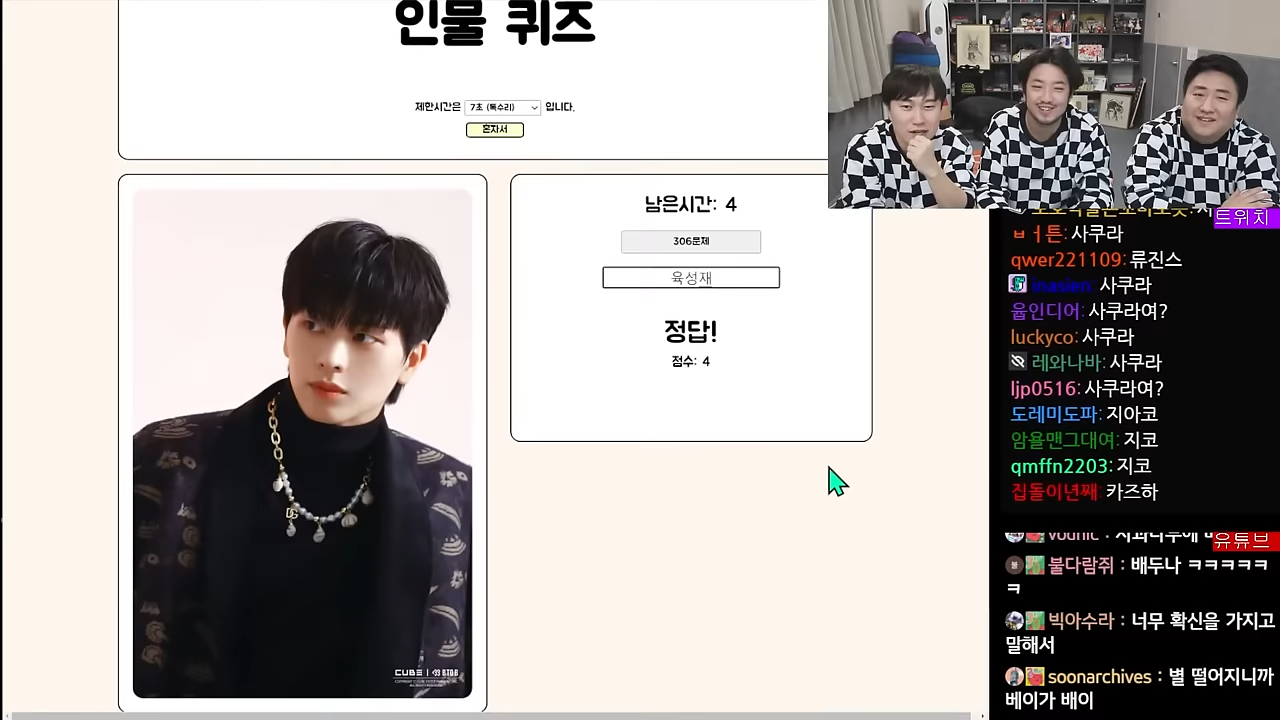 인물 퀴즈
제한시간은 7초 (독수리) 입니다.
혼자서
남은시간: 4
306문제
육성재
정답!
점수: 4
CUBE | BTOB
트위치
ㅂㅓ튼: 사쿠라
qwer221109: 류진스
inasien 사쿠라
윱인디어: 사쿠라여?
luckyco: 사쿠라
레와나바: 사쿠라
ljp0516: 사쿠라여?
도레미도파: 지아코
암욜맨그대여: 지코
qmffn2203: 지코
집돌이년째: 카즈하
유튜브
불다람쥐 : 배두나 ㅋㅋㅋㅋㅋ
ㅋ
빅아수라 : 너무 확신을 가지고
말해서
soonarchives : 별 떨어지니까
베이가 배이